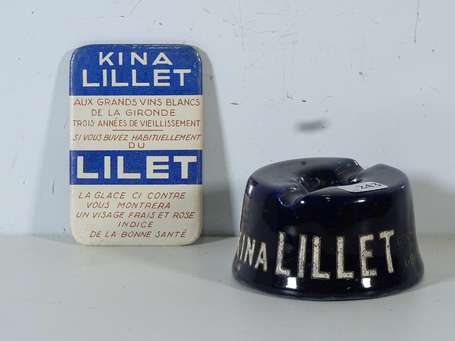 KINA
LILLET
AUX GRANDS VINS BLANCS
DE LA GIRONDE
TROIS ANNÉES DE VIEILLISSEMENT
SI VOUS BUVEZ HABITUELLEMENT
DU
LILET
LA GLACE CI CONTRE
VOUS MONTRERA
UN VISAGE FRAIS ET ROSE
INDICE
DE LA BONNE SANTÉ
KINA LILLET